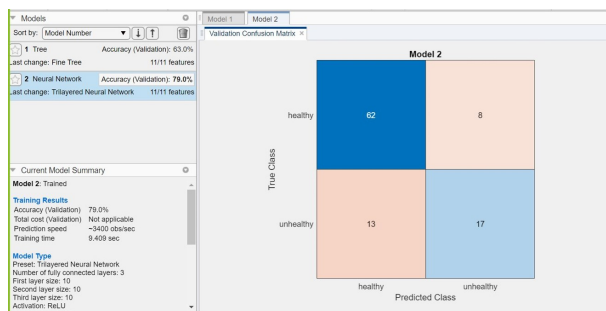 Models
Sort by: Model Number
1 Tree Accuracy (Validation): 63.0%
Last change: Fine Tree 11/11 features
2 Neural Network Accuracy (Validation): 79.0%
Last change: Trilayered Neural Network 11/11 features
Current Model Summary
Model 2: Trained
Training Results
Accuracy (Validation) 79.0%
Total cost (Validation) Not applicable
Prediction speed ~3400 obs/sec
Training time 9.409 sec
Model Type
Preset: Trilayered Neural Network
Number of fully connected layers: 3
First layer size: 10
Second layer size: 10
Third layer size: 10
Activation: ReLU
Model 1 Model 2
Validation Confusion Matrix
Model 2
True Class
healthy 62 8
unhealthy 13 17
healthy unhealthy
Predicted Class